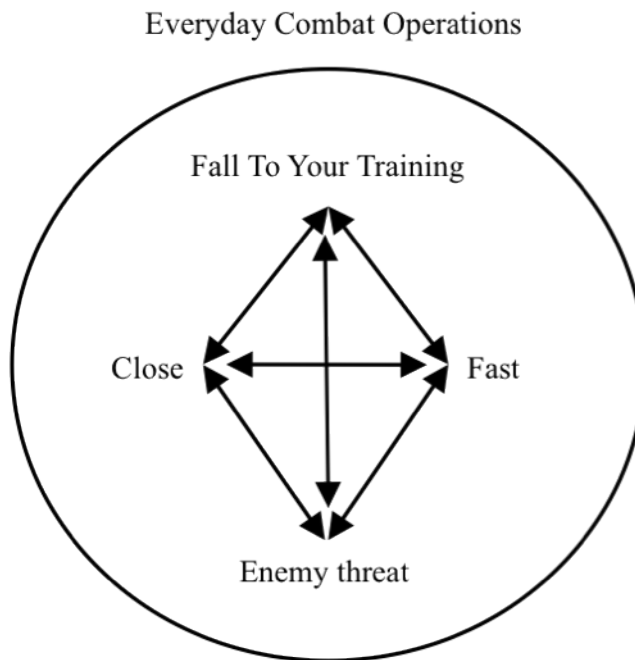 Everyday Combat Operations
Fall To Your Training
Close
Fast
Enemy threat